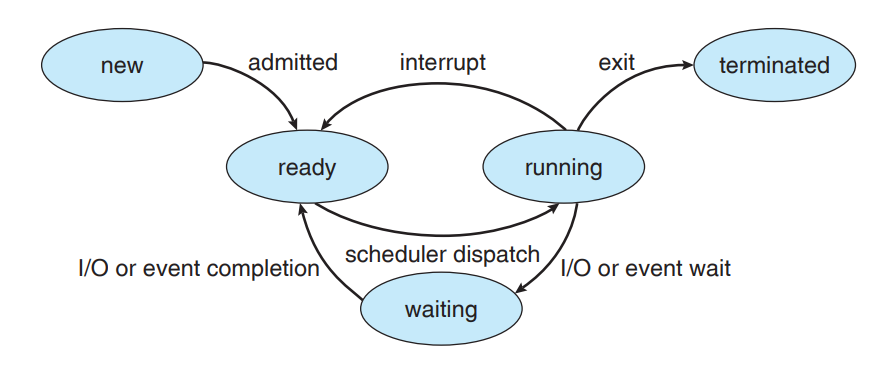 new
admitted
interrupt
exit
terminated
ready
running
scheduler dispatch
I/O or event completion
I/O or event wait
waiting